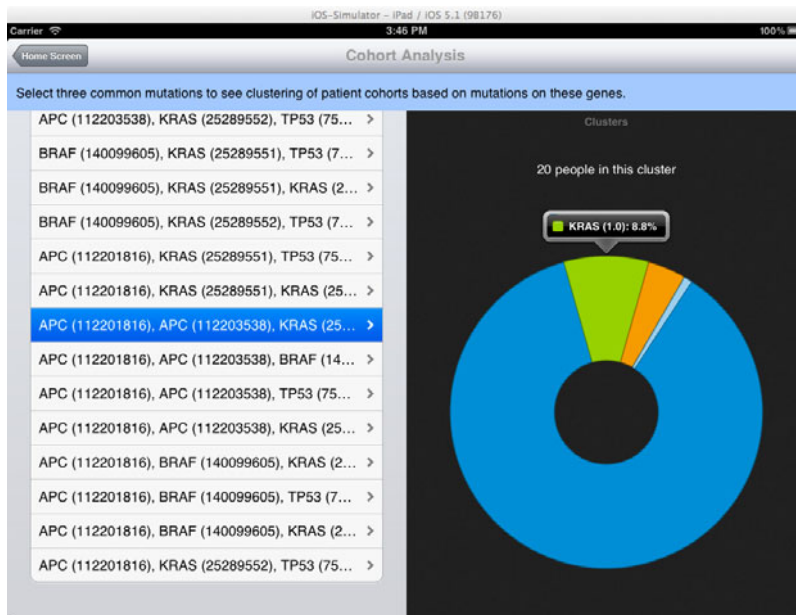 iOS-Simulator - iPad / iOS 5.1 (9B176)
Carrier 3:46 PM 100%
Home Screen Cohort Analysis
Select three common mutations to see clustering of patient cohorts based on mutations on these genes.
APC (112203538), KRAS (25289552), TP53 (75...
BRAF (140099605), KRAS (25289551), TP53 (7...
BRAF (140099605), KRAS (25289551), KRAS (2...
BRAF (140099605), KRAS (25289552), TP53 (7...
APC (112201816), KRAS (25289551), TP53 (75...
APC (112201816), KRAS (25289551), KRAS (25...
APC (112201816), APC (112203538), KRAS (25...
APC (112201816), APC (112203538), BRAF (14...
APC (112201816), APC (112203538), TP53 (75...
APC (112201816), APC (112203538), KRAS (25...
APC (112201816), BRAF (140099605), KRAS (2...
APC (112201816), BRAF (140099605), TP53 (7...
APC (112201816), BRAF (140099605), KRAS (2...
APC (112201816), KRAS (25289552), TP53 (75...
Clusters
20 people in this cluster
KRAS (1.0): 8.8%